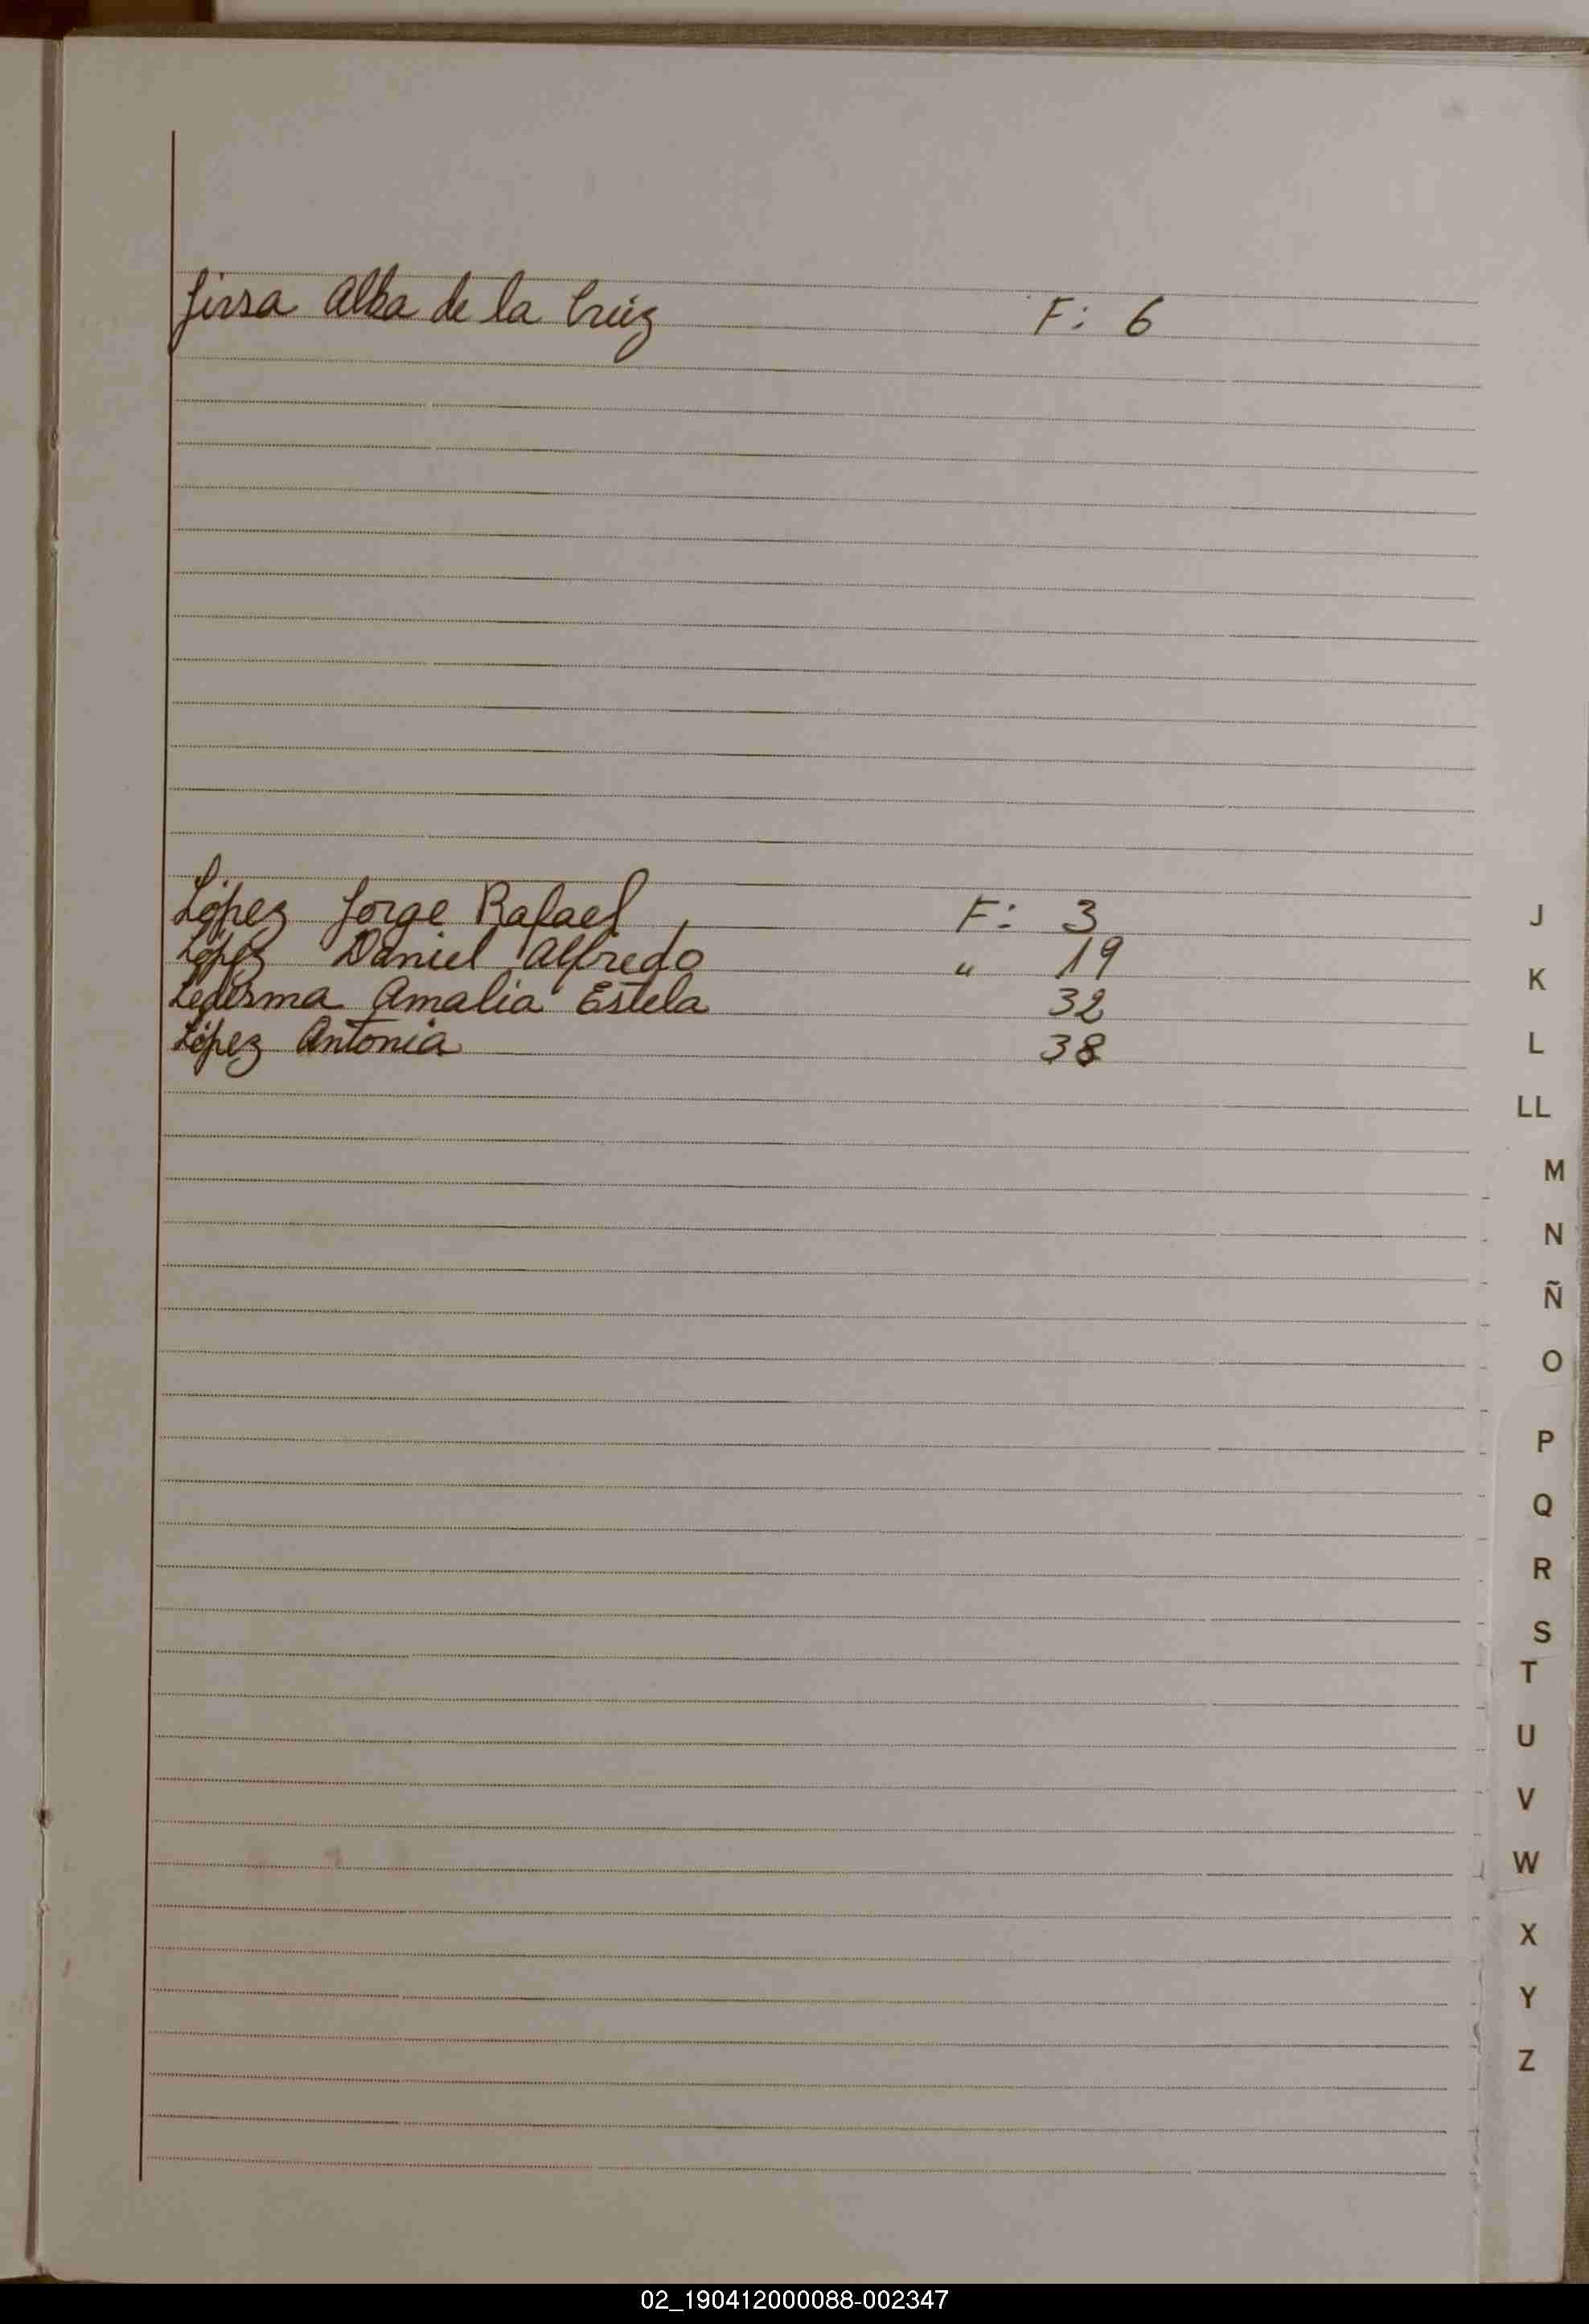 Jirsa Alba de la Cruz F: 6
López Jorge Rafael F: 3
López Daniel Alfredo " 19
Ledesma Amalia Estela 32
López Antonia 38
J
K
L
LL
M
N
Ñ
O
P
Q
R
S
T
U
V
W
X
Y
Z
02_190412000088-002347